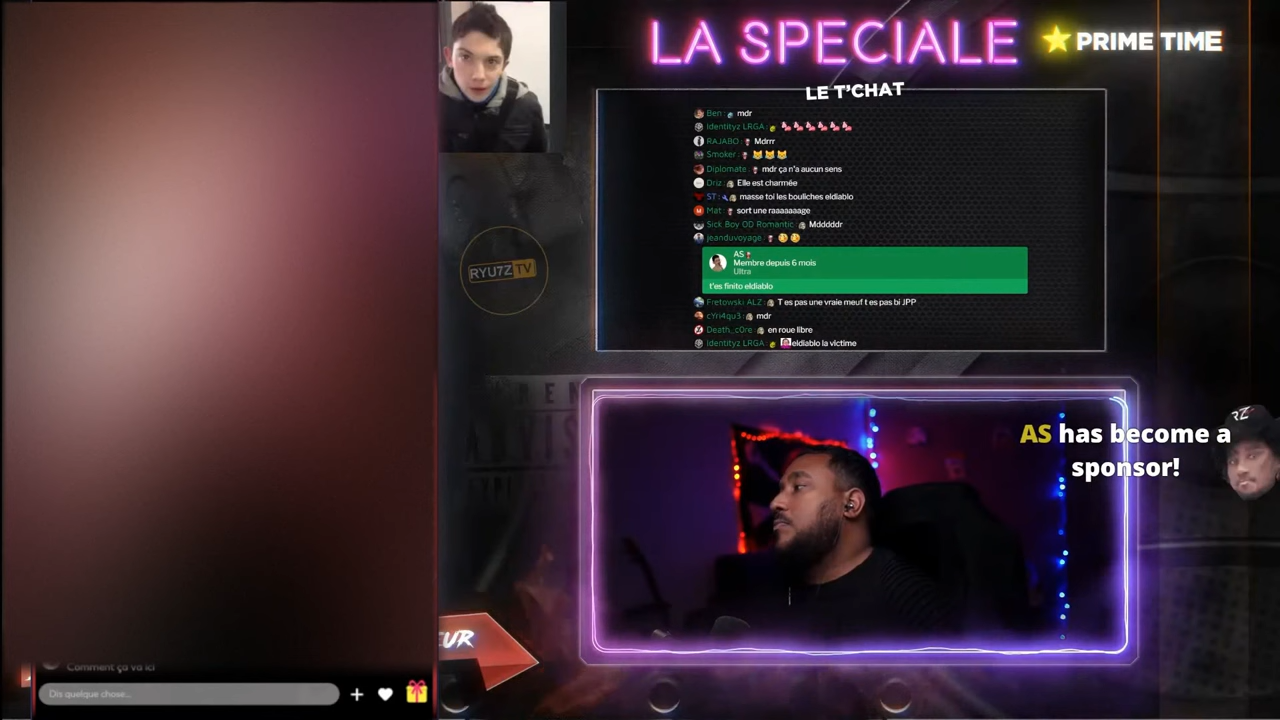 LA SPECIALE
PRIME TIME
LE T'CHAT
Ben : mdr
Identityz LRGA :
RAJABO : Mdrrr
Smoker :
Diplomate : mdr ça n'a aucun sens
Driz : Elle est charmée
ST : masse toi les bouliches eldiablo
Mat : sort une raaaaaaage
Sick Boy OD Romantic : Mdddddr
jeanduvoyage :
AS
Membre depuis 6 mois
Ultra
t'es finito eldiablo
Fretowski ALZ : T es pas une vraie meuf t es pas bi JPP
cYri4qu3 : mdr
Death_c0re : en roue libre
Identityz LRGA : eldiablo la victime
RYU7Z TV
AS has become a
sponsor!
RZ
EUR
Comment ça va ici
Dis quelque chose...